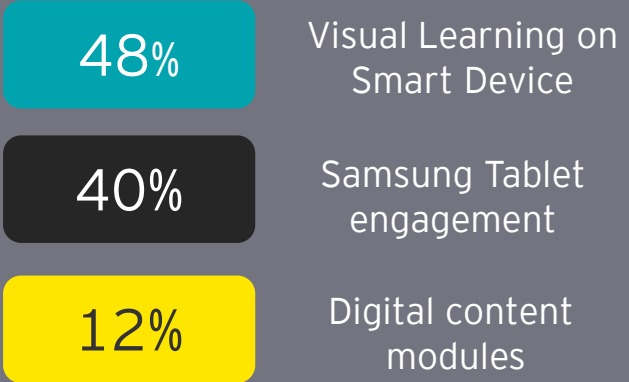 48%
Visual Learning on
Smart Device
40%
Samsung Tablet
engagement
12%
Digital content
modules